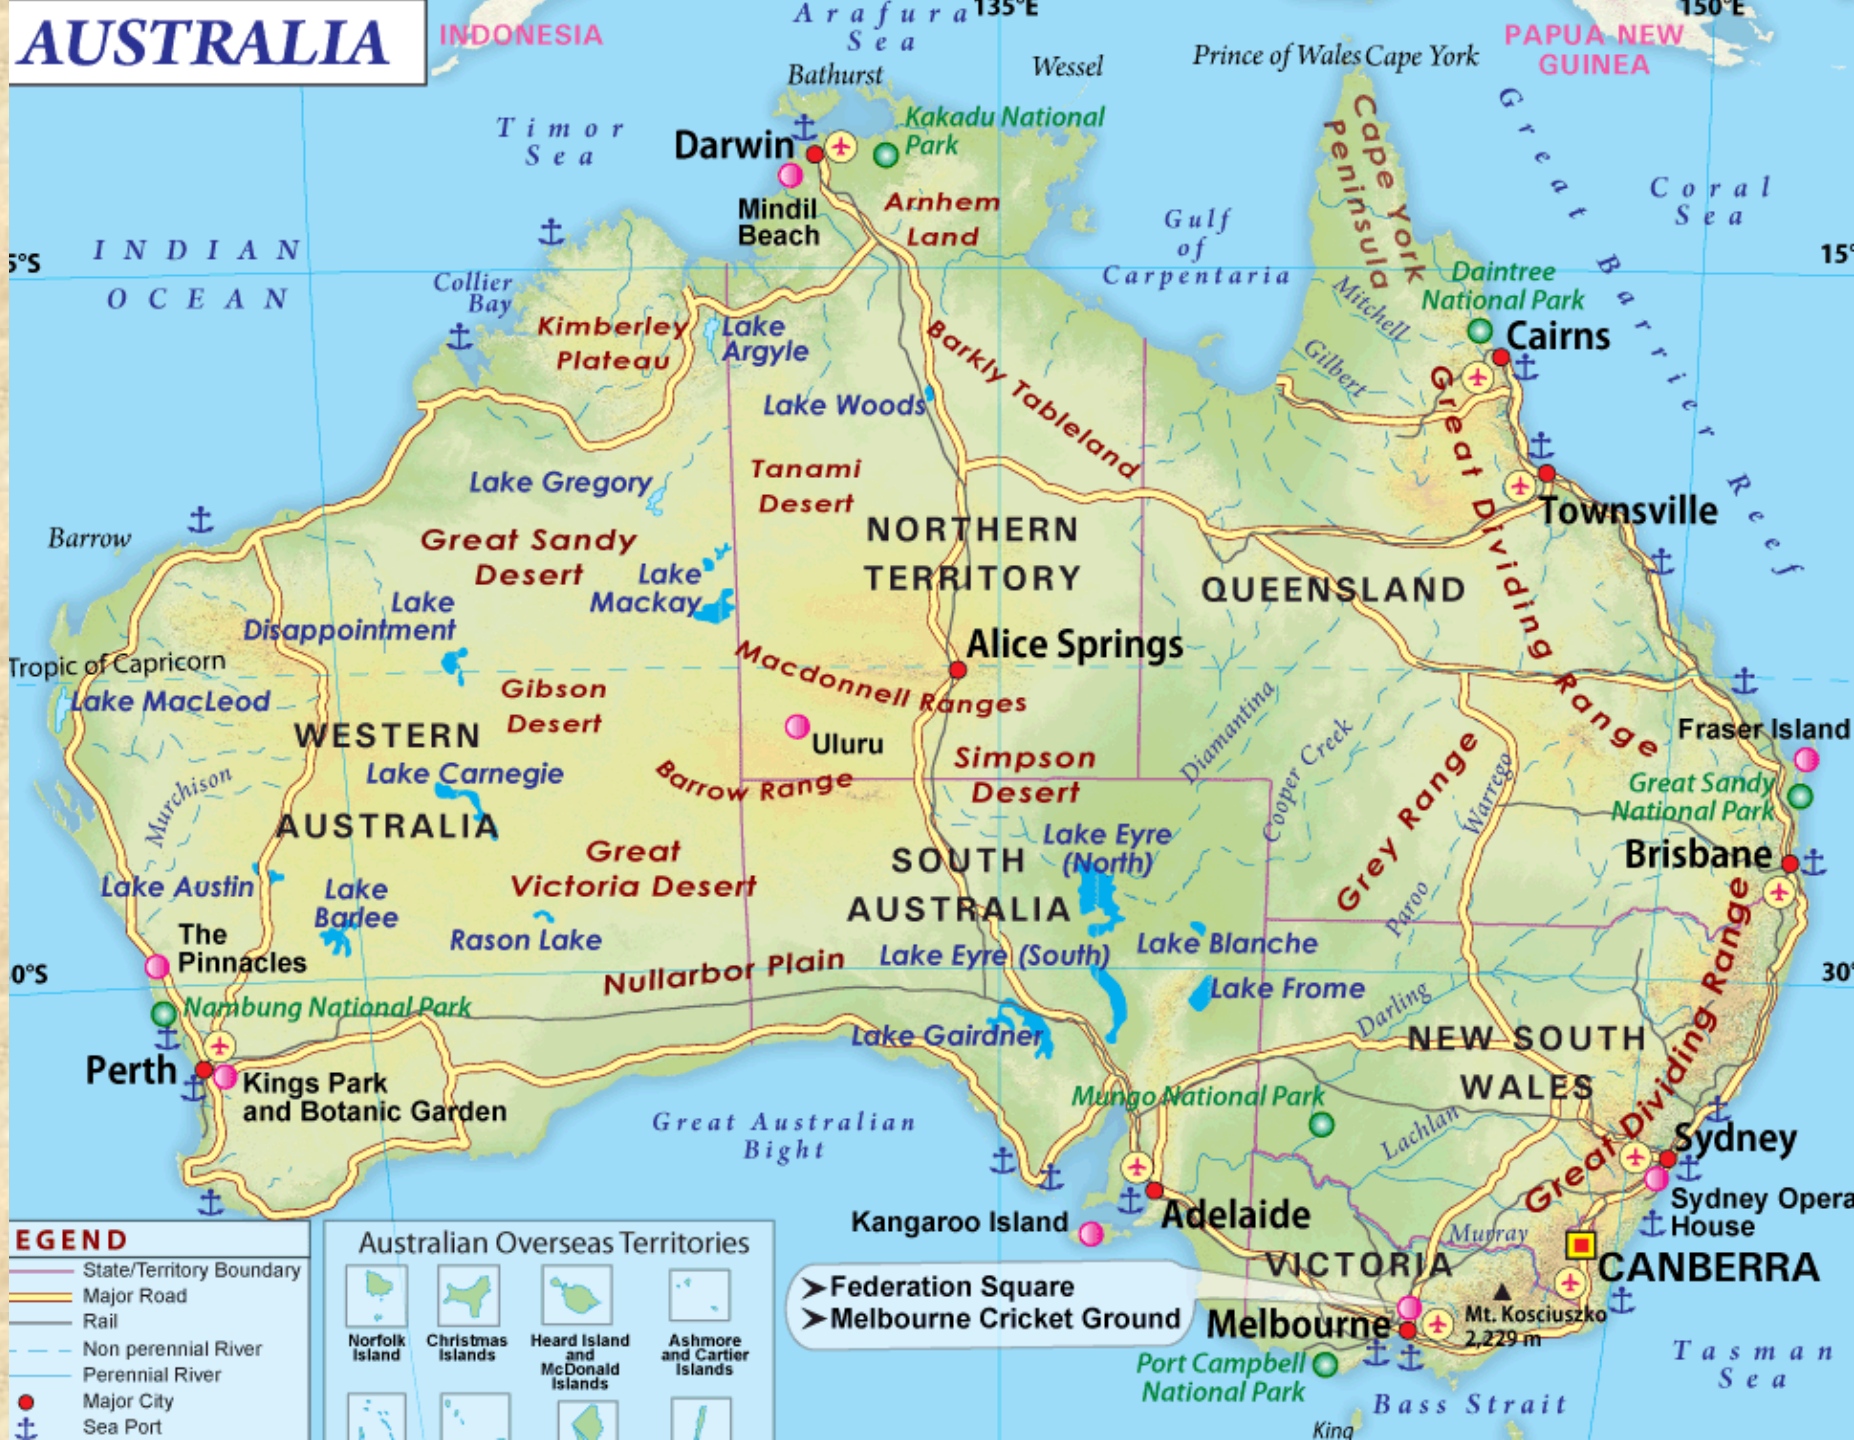 AUSTRALIA
INDONESIA
Arafura
Sea
135°E
150°E
PAPUA NEW
GUINEA
Bathurst
Wessel
Prince of Wales
Cape York
Timor
Sea
Darwin
Kakadu National
Park
Cape York
Peninsula
Great Barrier Reef
Coral
Sea
Mindil
Beach
Arnhem
Land
Gulf
of
Carpentaria
INDIAN
OCEAN
5°S
15°
Collier
Bay
Daintree
National Park
Mitchell
Kimberley
Plateau
Lake
Argyle
Barkly Tableland
Cairns
Gilbert
Lake Woods
Great Dividing Range
Lake Gregory
Tanami
Desert
Townsville
Barrow
Great Sandy
Desert
NORTHERN
TERRITORY
Lake
Mackay
QUEENSLAND
Lake
Disappointment
Alice Springs
Tropic of Capricorn
Macdonnell Ranges
Lake MacLeod
Gibson
Desert
WESTERN
AUSTRALIA
Uluru
Simpson
Desert
Diamantina
Cooper Creek
Grey Range
Warrego
Fraser Island
Lake Carnegie
Barrow Range
Great Sandy
National Park
Murchison
Lake Eyre
(North)
Great
Victoria Desert
SOUTH
AUSTRALIA
Brisbane
Lake Austin
Lake
Barlee
Paroo
Great Dividing Range
The
Pinnacles
Rason Lake
Lake Eyre (South)
Lake Blanche
0°S
30°
Nullarbor Plain
Lake Frome
Nambung National Park
Darling
Lake Gairdner
NEW SOUTH
WALES
Perth
Kings Park
and Botanic Garden
Mungo National Park
Great Australian
Bight
Lachlan
Sydney
Sydney Opera
House
Kangaroo Island
Adelaide
Murray
VICTORIA
CANBERRA
Federation Square
Melbourne Cricket Ground
Melbourne
Mt. Kosciuszko
2,229 m
Port Campbell
National Park
Tasman
Sea
Bass Strait
King
EGEND
State/Territory Boundary
Major Road
Rail
Non perennial River
Perennial River
Major City
Sea Port
Australian Overseas Territories
Norfolk
Island
Christmas
Islands
Heard Island
and
McDonald
Islands
Ashmore
and Cartier
Islands